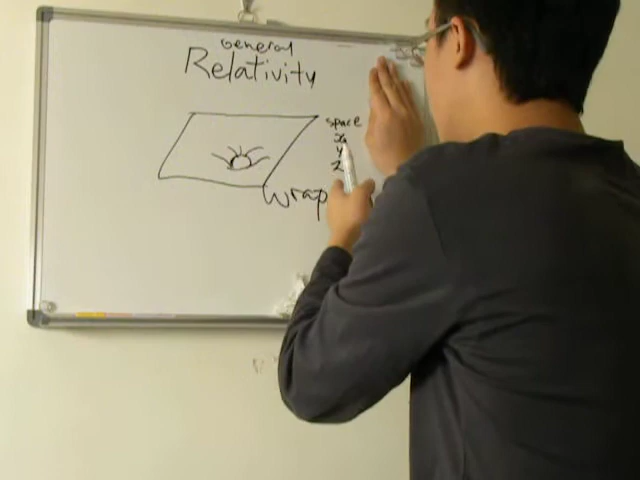 General
Relativity
space
x
y
z
wrap